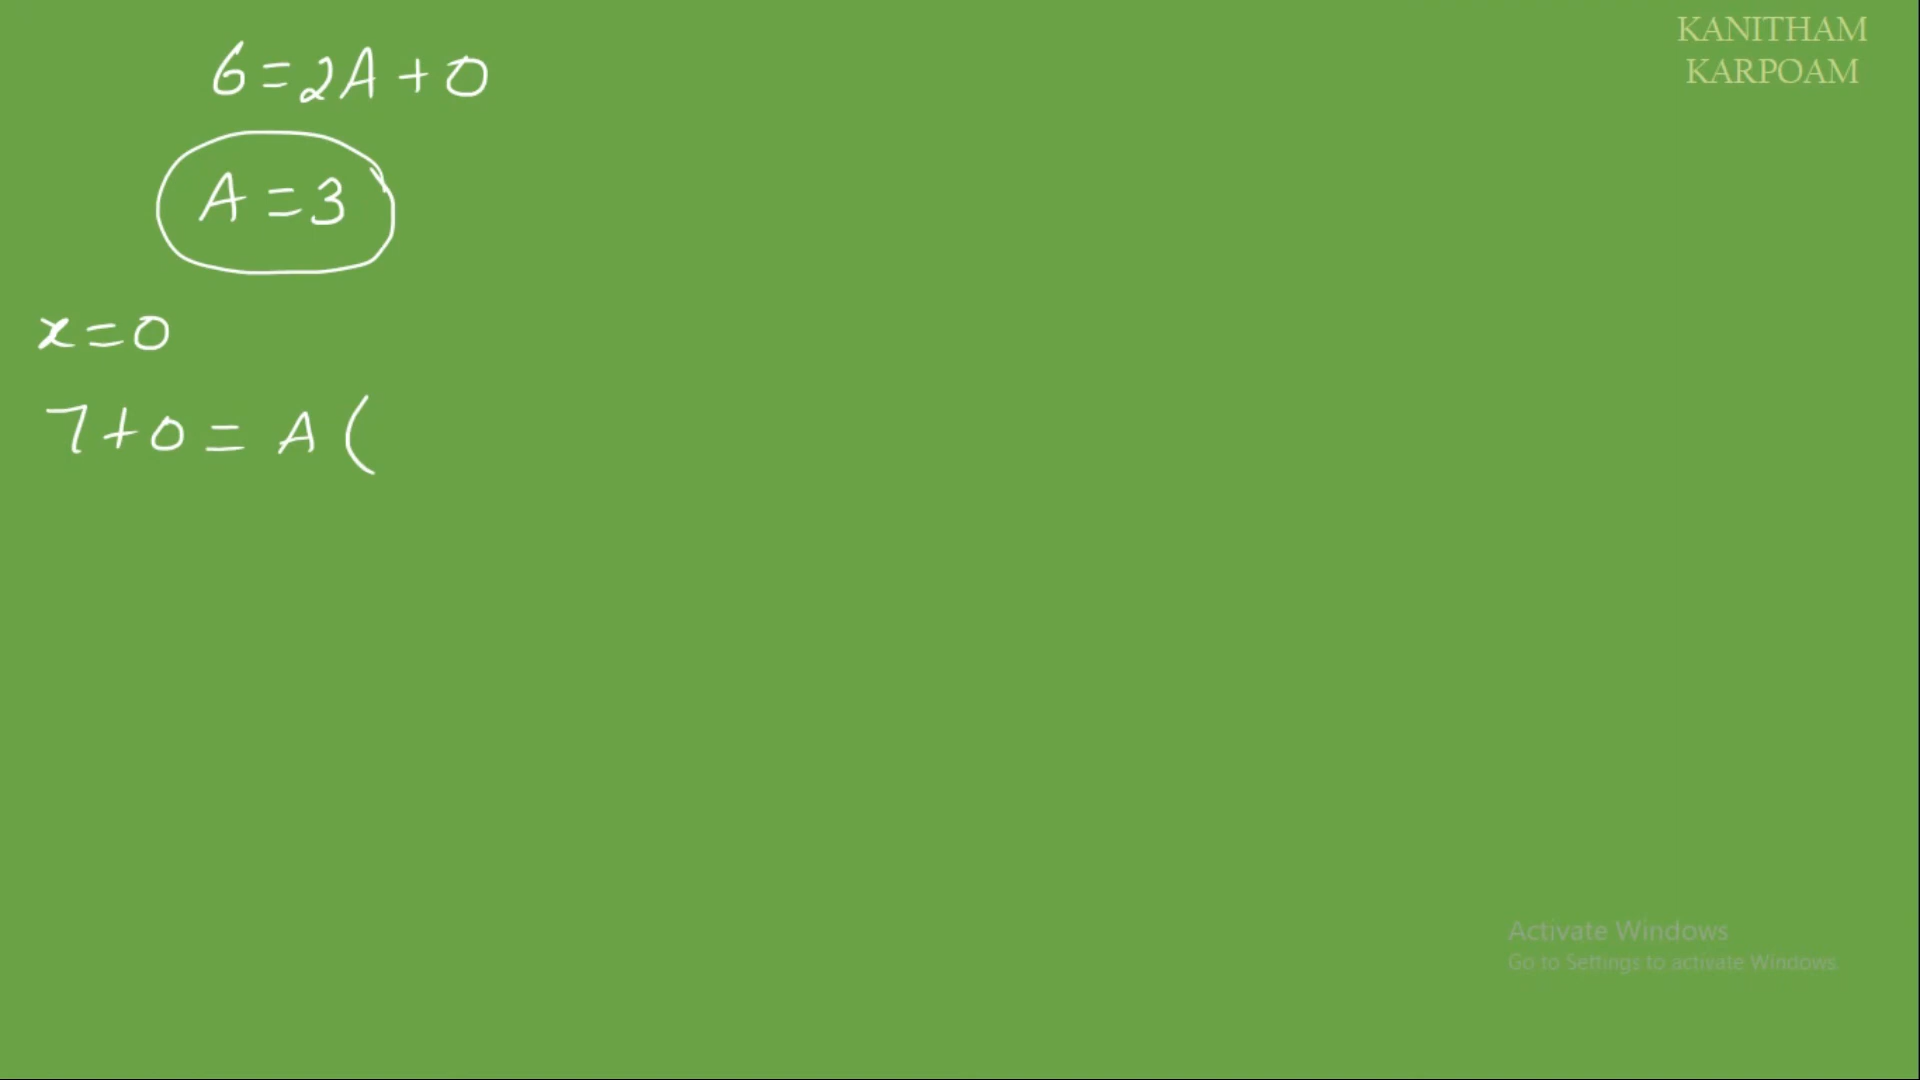 6=2A+0
A=3
x=0
7+0=A(
KANITHAM
KARPOAM
Activate Windows
Go to Settings to activate Windows.